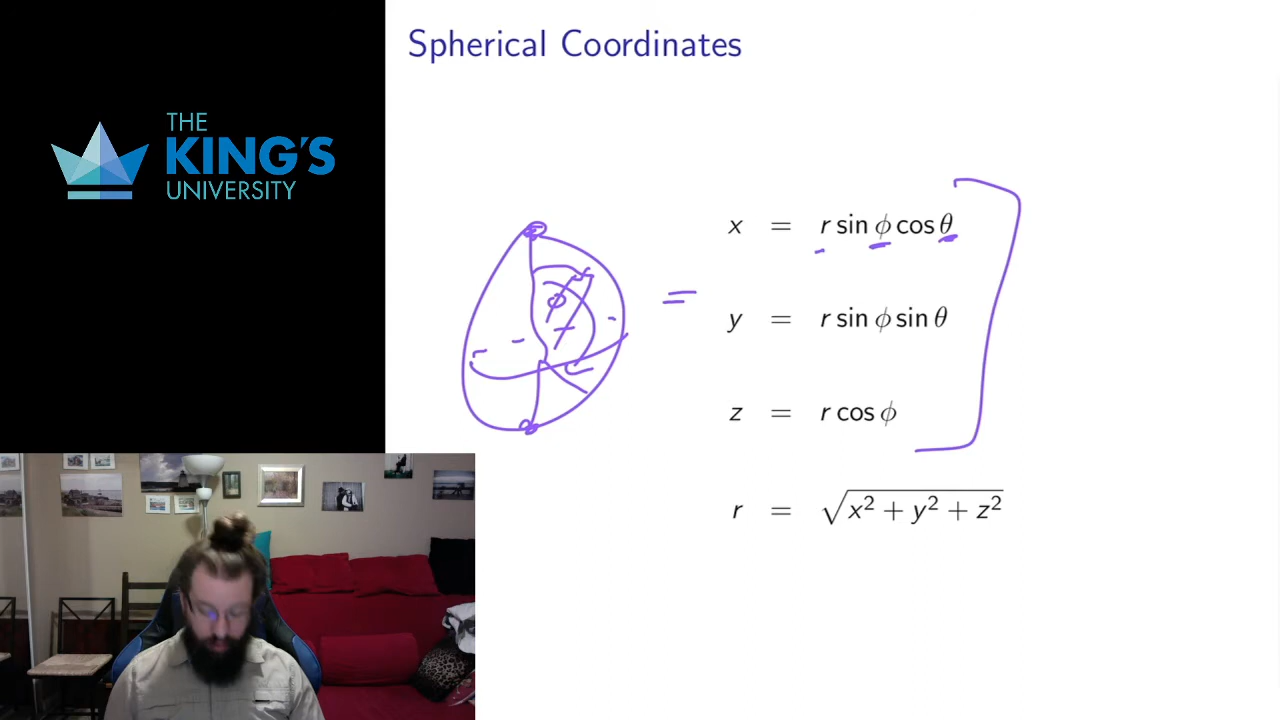 Spherical Coordinates
THE
KING'S
UNIVERSITY
x = r sin ϕ cos θ
ϕ
=
y = r sin ϕ sin θ
z = r cos ϕ
r = √x² + y² + z²